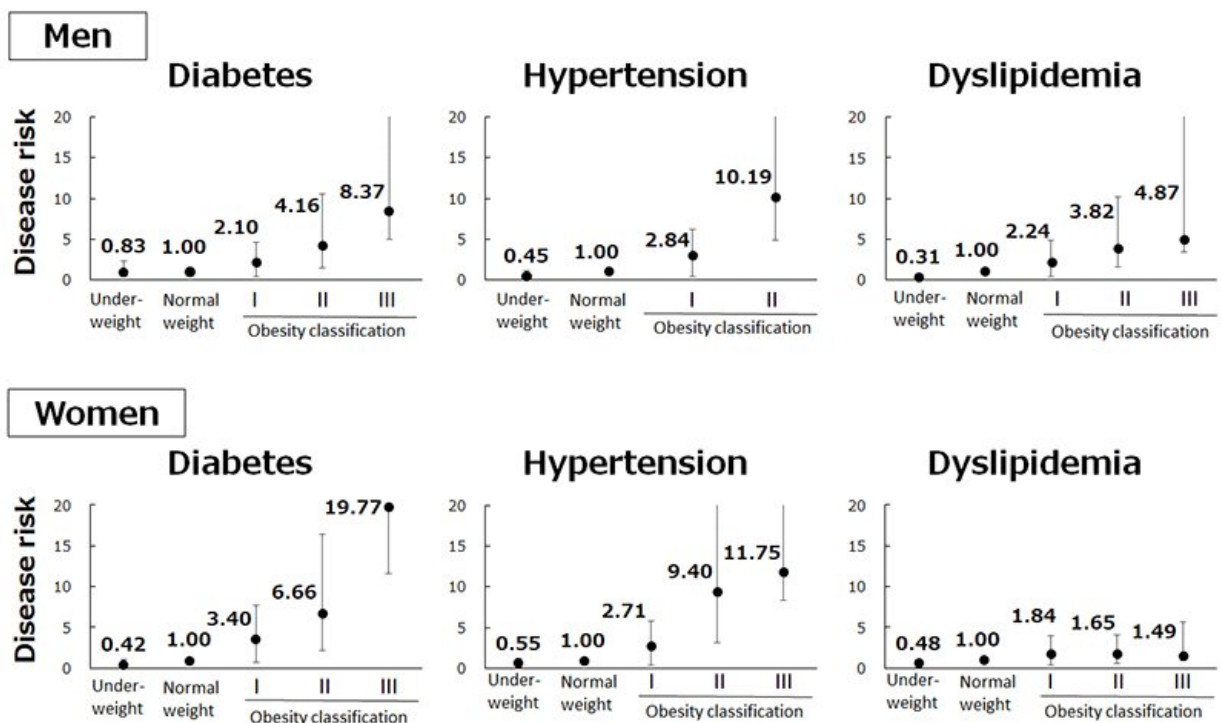 Men
Diabetes
Disease risk
20
15
10
5
0
0.83
1.00
2.10
4.16
8.37
Under-
weight
Normal
weight
I
II
III
Obesity classification
Hypertension
20
15
10
5
0
0.45
1.00
2.84
10.19
Under-
weight
Normal
weight
I
II
Obesity classification
Dyslipidemia
20
15
10
5
0
0.31
1.00
2.24
3.82
4.87
Under-
weight
Normal
weight
I
II
III
Obesity classification
Women
Diabetes
Disease risk
20
15
10
5
0
0.42
1.00
3.40
6.66
19.77
Under-
weight
Normal
weight
I
II
III
Obesity classification
Hypertension
20
15
10
5
0
0.55
1.00
2.71
9.40
11.75
Under-
weight
Normal
weight
I
II
III
Obesity classification
Dyslipidemia
20
15
10
5
0
0.48
1.00
1.84
1.65
1.49
Under-
weight
Normal
weight
I
II
III
Obesity classification